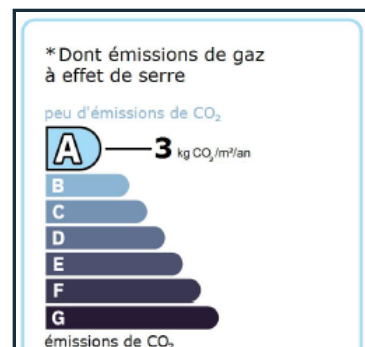 *Dont émissions de gaz
à effet de serre
peu d'émissions de CO₂
A 3 kg CO₂/m²/an
B
C
D
E
F
G
émissions de CO₂